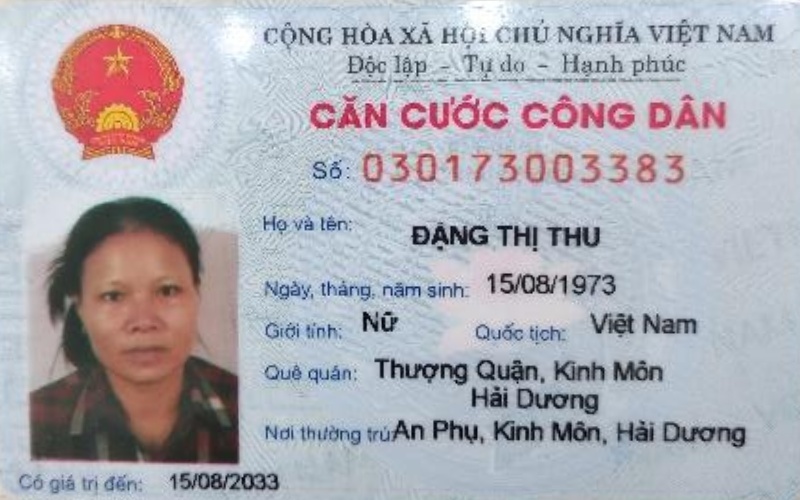 CỘNG HÒA XÃ HỘI CHỦ NGHĨA VIỆT NAM
Độc lập - Tự do - Hạnh phúc
CĂN CƯỚC CÔNG DÂN
Số: 030173003383
Họ và tên: ĐẶNG THỊ THU
Ngày, tháng, năm sinh: 15/08/1973
Giới tính: Nữ Quốc tịch: Việt Nam
Quê quán: Thượng Quận, Kinh Môn
Hải Dương
Nơi thường trú: An Phụ, Kinh Môn, Hải Dương
Có giá trị đến: 15/08/2033